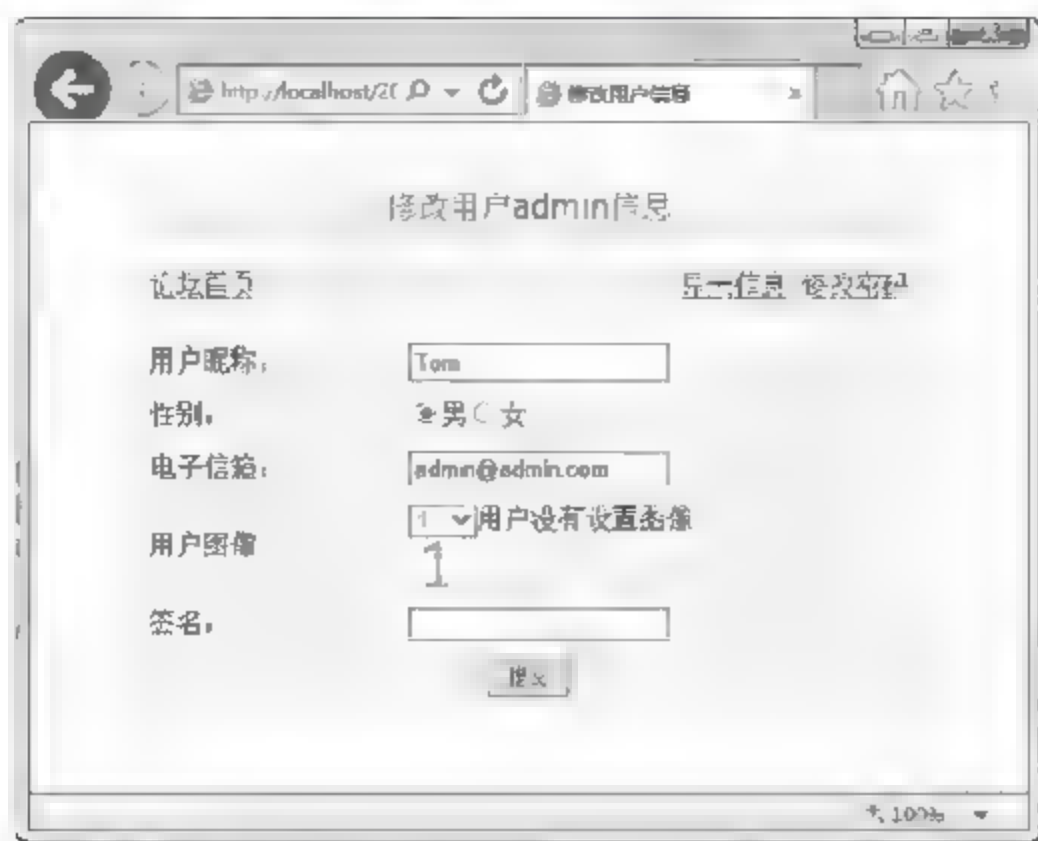 http://localhost/20
修改用户信息
修改用户admin信息
论坛首页
显示信息 修改密码
用户昵称:
Tom
性别:
男 女
电子信箱:
admin@admin.com
1 用户没有设置图像
用户图像
1
签名:
提交
100%